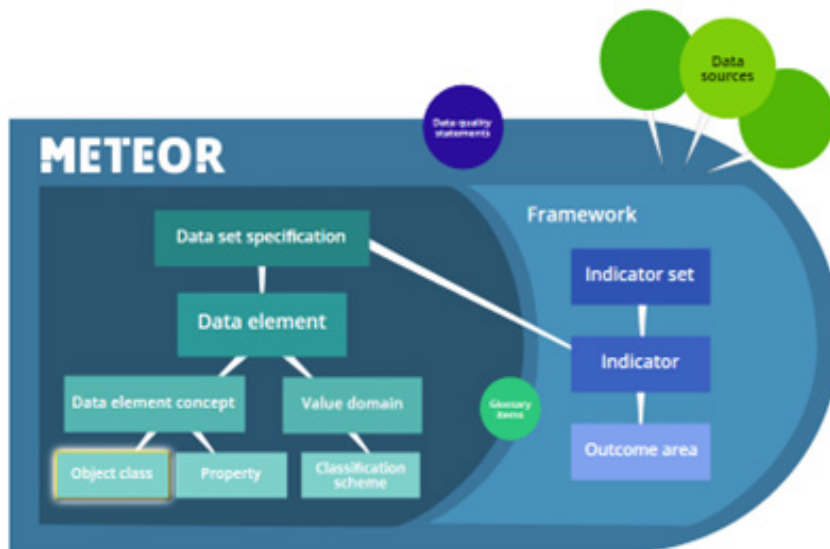 Data
sources
Data quality
statements
METEOR
Framework
Data set specification
Indicator set
Data element
Indicator
Data element concept
Value domain
Glossary
items
Outcome area
Object class
Property
Classification
scheme